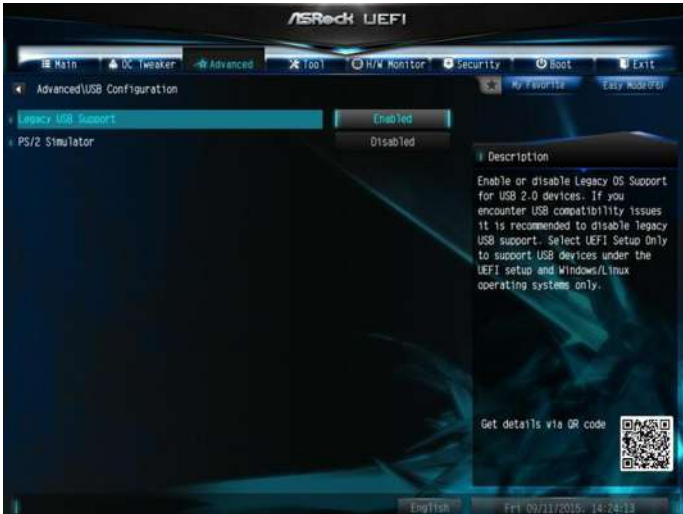 ASRock UEFI
Main OC Tweaker Advanced Tool H/W Monitor Security Boot Exit
Advanced\USB Configuration
My Favorite Easy Mode(F6)
Legacy USB Support Enabled
PS/2 Simulator Disabled
Description
Enable or disable Legacy OS Support
for USB 2.0 devices. If you
encounter USB compatibility issues
it is recommended to disable legacy
USB support. Select UEFI Setup Only
to support USB devices under the
UEFI setup and Windows/Linux
operating systems only.
Get details via QR code
English Fri 09/11/2015. 14:24:13